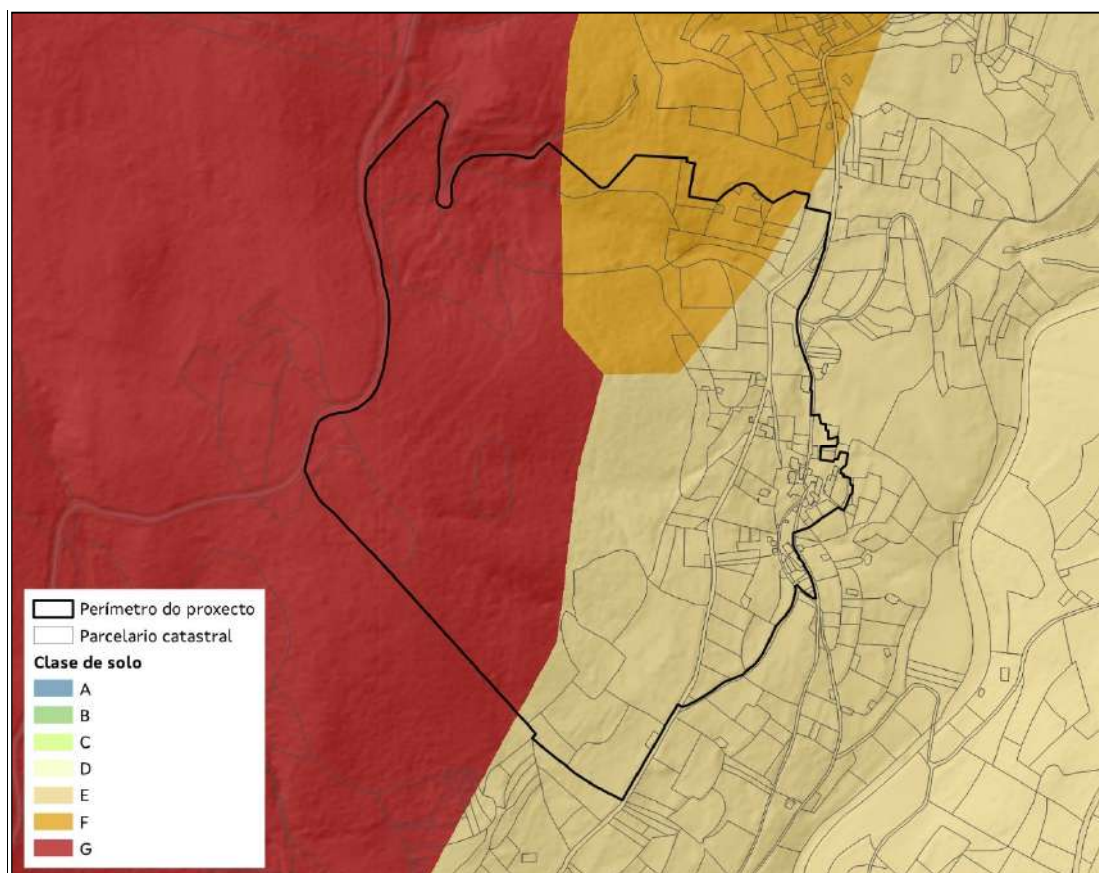 Perímetro do proxecto
Parcelario catastral
Clase de solo
A
B
C
D
E
F
G